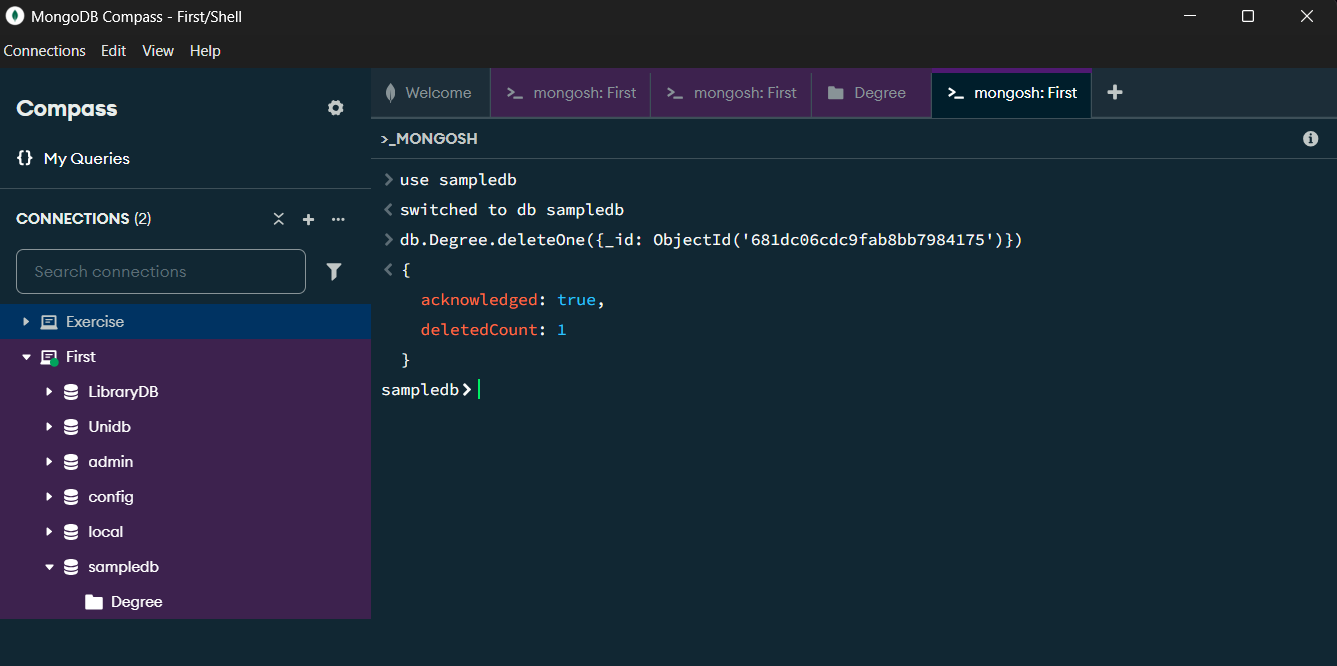 MongoDB Compass - First/Shell
Connections Edit View Help
Compass
{} My Queries
CONNECTIONS (2)
Search connections
Exercise
First
LibraryDB
Unidb
admin
config
local
sampledb
Degree
Welcome >_ mongosh: First >_ mongosh: First Degree >_ mongosh: First +
>_MONGOSH
> use sampledb
< switched to db sampledb
> db.Degree.deleteOne({_id: ObjectId('681dc06cdc9fab8bb7984175')})
< {
acknowledged: true,
deletedCount: 1
}
sampledb>